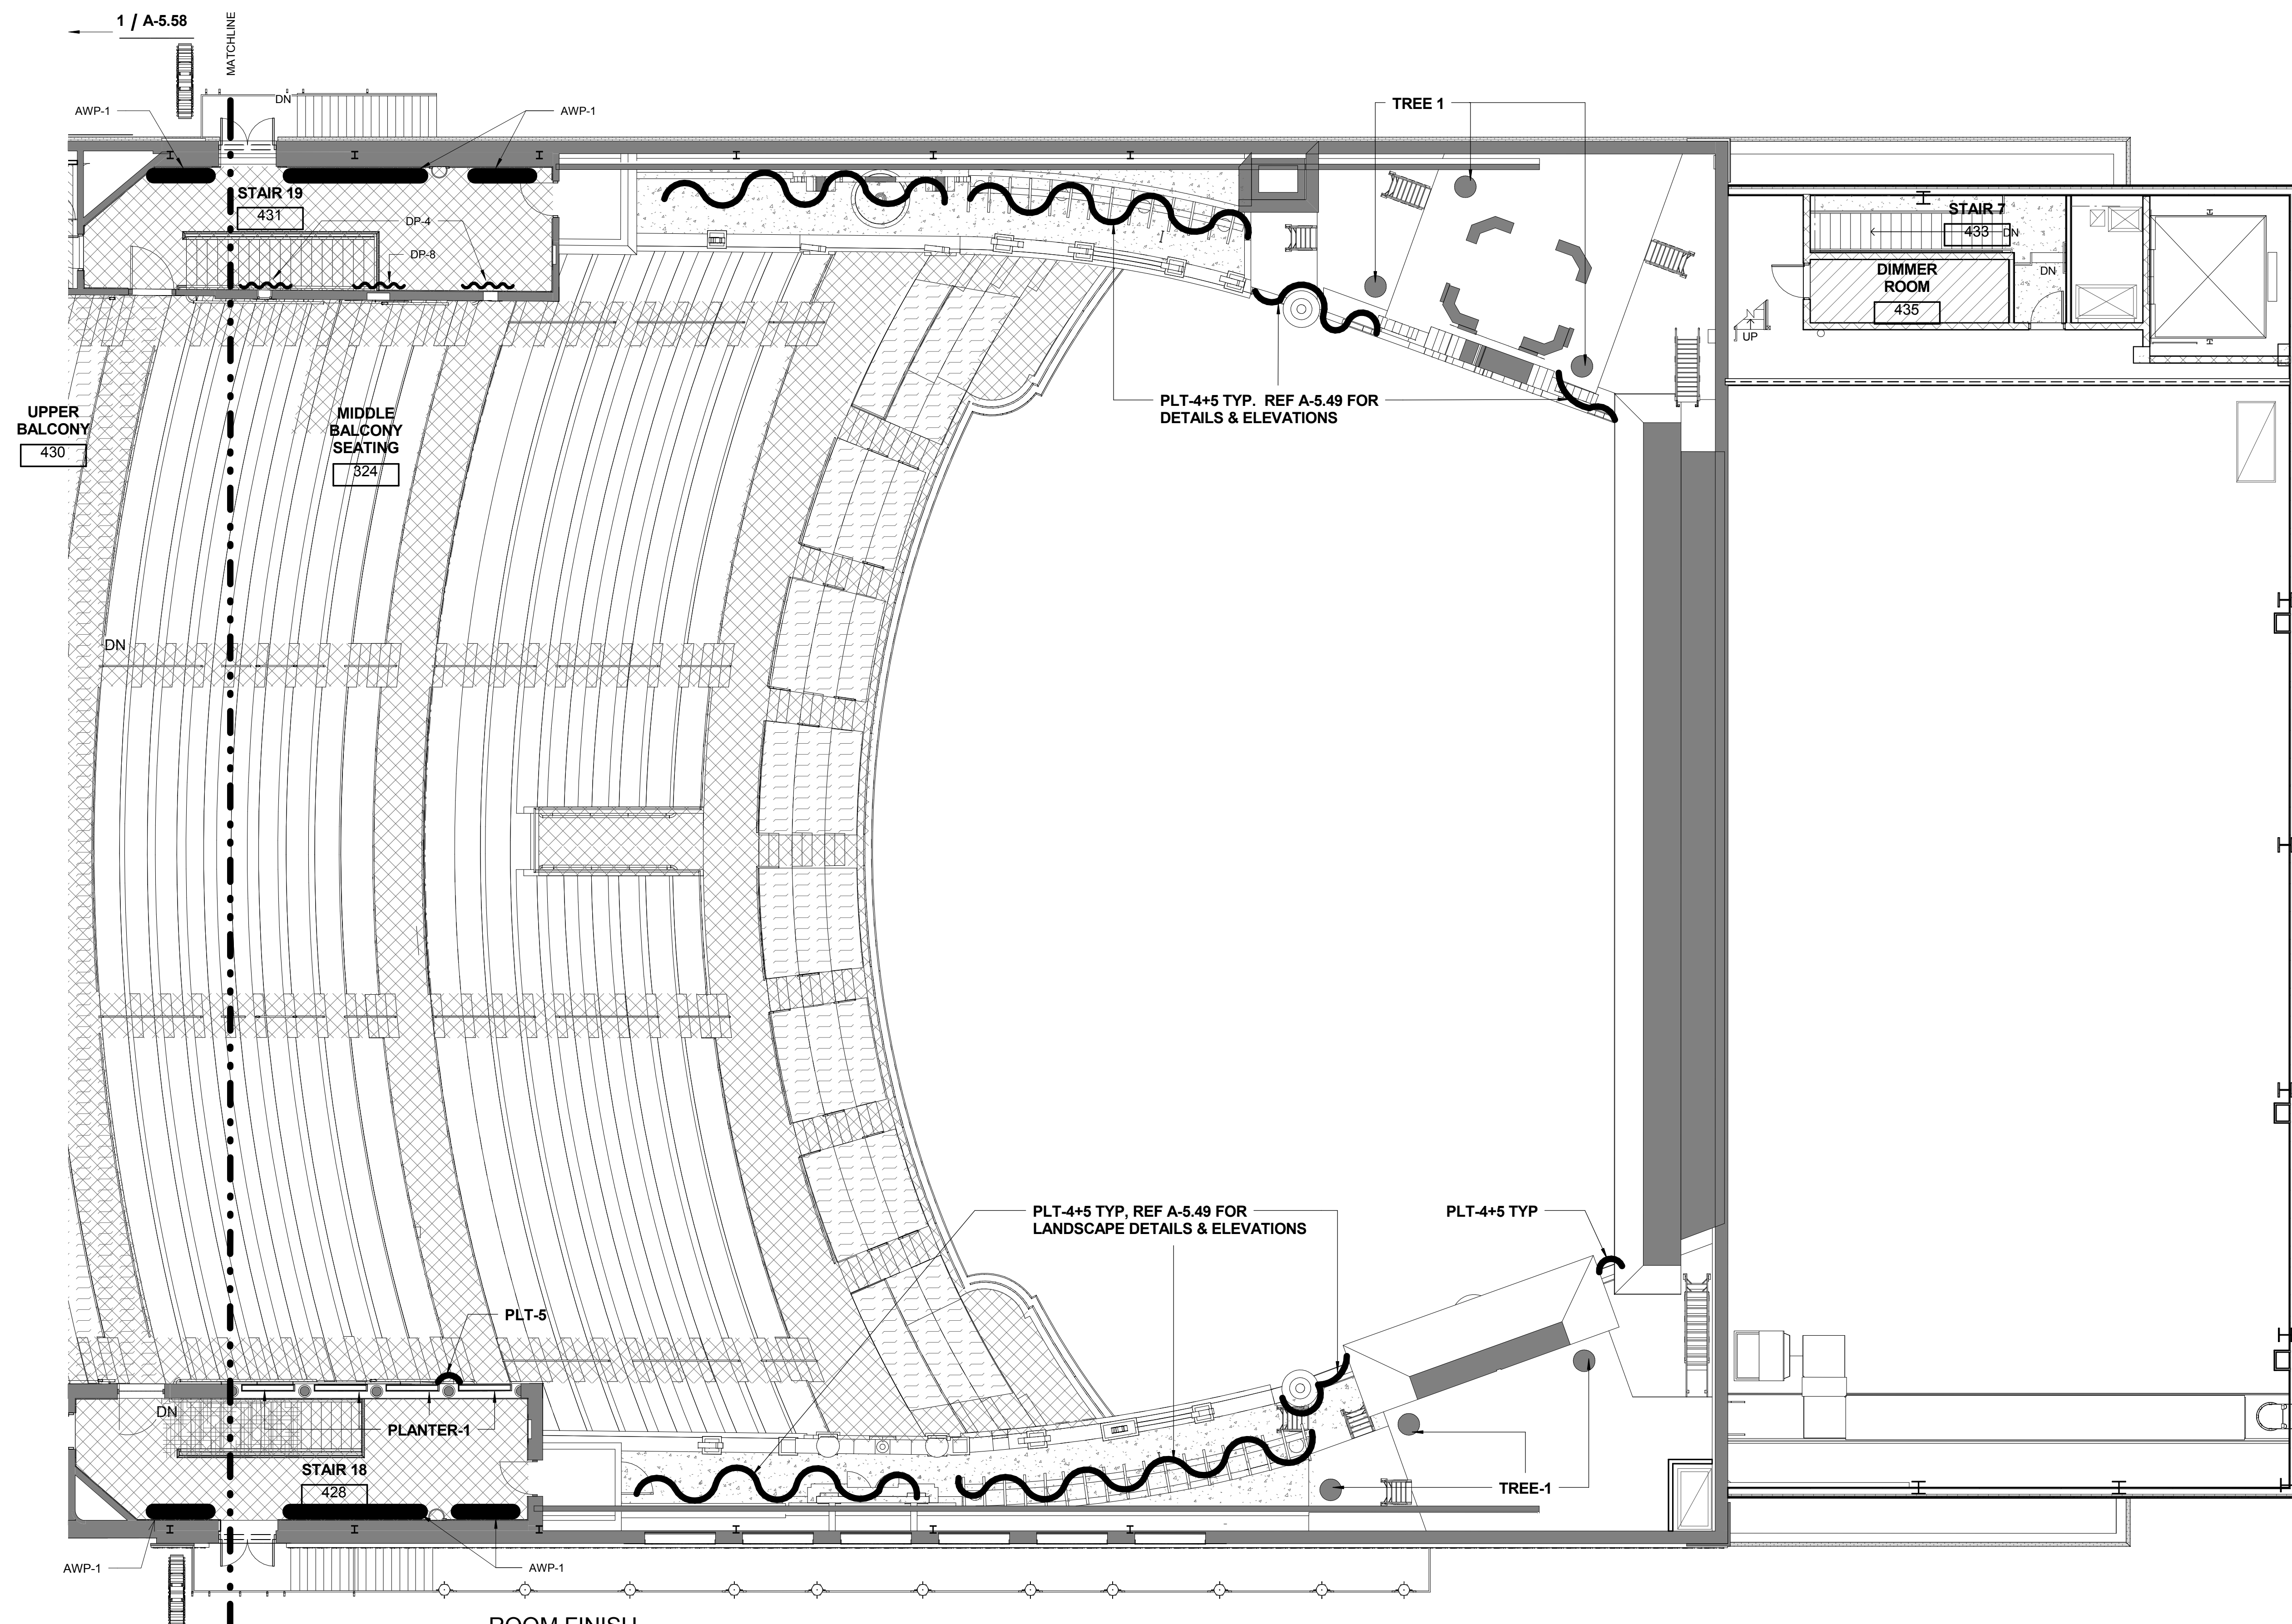 1 / A-5.58
MATCHLINE
DN
AWP-1
AWP-1
TREE 1
STAIR 19
431
DP-4
DP-8
STAIR 7
433
DN
DIMMER
ROOM
435
DN
UP
UPPER
BALCONY
430
MIDDLE
BALCONY
SEATING
324
PLT-4+5 TYP. REF A-5.49 FOR
DETAILS & ELEVATIONS
DN
PLT-4+5 TYP, REF A-5.49 FOR
LANDSCAPE DETAILS & ELEVATIONS
PLT-4+5 TYP
PLT-5
DN
PLANTER-1
STAIR 18
428
TREE-1
AWP-1
AWP-1
ROOM FINISH